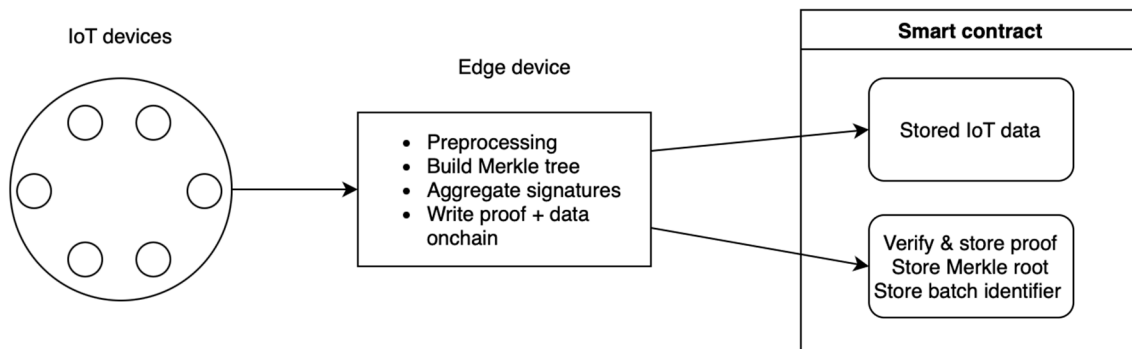 IoT devices
Edge device
• Preprocessing
• Build Merkle tree
• Aggregate signatures
• Write proof + data
onchain
Smart contract
Stored IoT data
Verify & store proof
Store Merkle root
Store batch identifier